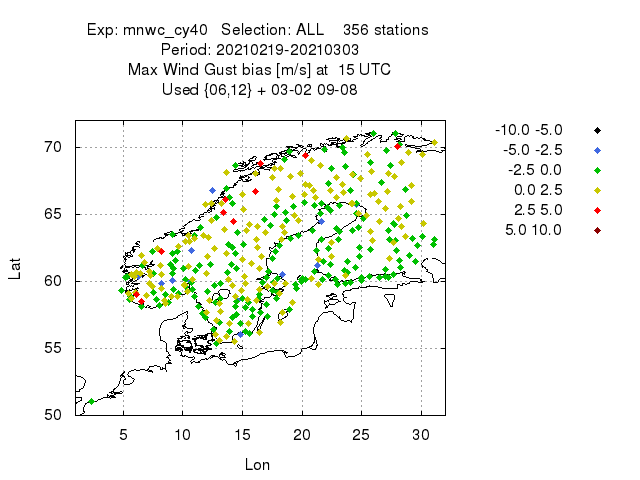 Exp: mnwc_cy40   Selection: ALL    356 stations
Period: 20210219-20210303
Max Wind Gust bias [m/s] at  15 UTC
Used {06,12} + 03-02 09-08
-10.0 -5.0
-5.0 -2.5
-2.5 0.0
0.0 2.5
2.5 5.0
5.0 10.0
70
65
60
55
50
Lat
5 10 15 20 25 30
Lon